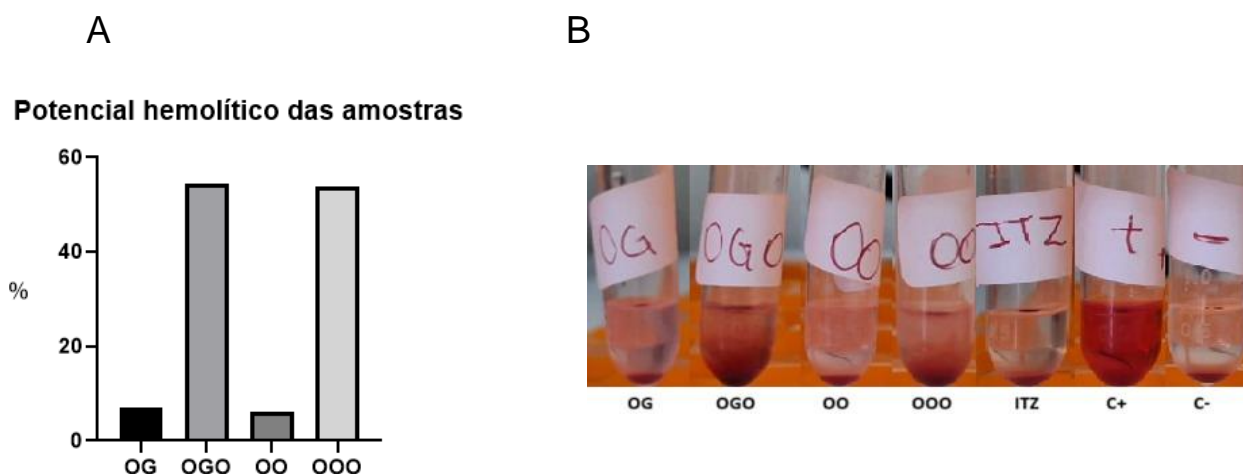 A
B
Potencial hemolítico das amostras
60
40
%
20
0
OG OGO OO OOO
OG OGO OO OO ITZ + -
OG OGO OO OOO ITZ C+ C-